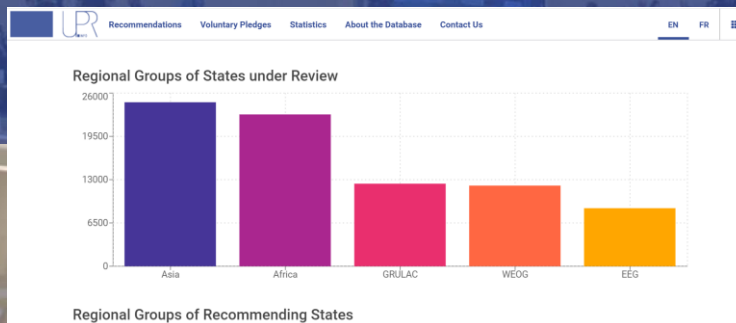 UPR Recommendations Voluntary Pledges Statistics About the Database Contact Us EN FR
Regional Groups of States under Review
26000
19500
13000
6500
0
Asia Africa GRULAC WEOG EEG
Regional Groups of Recommending States